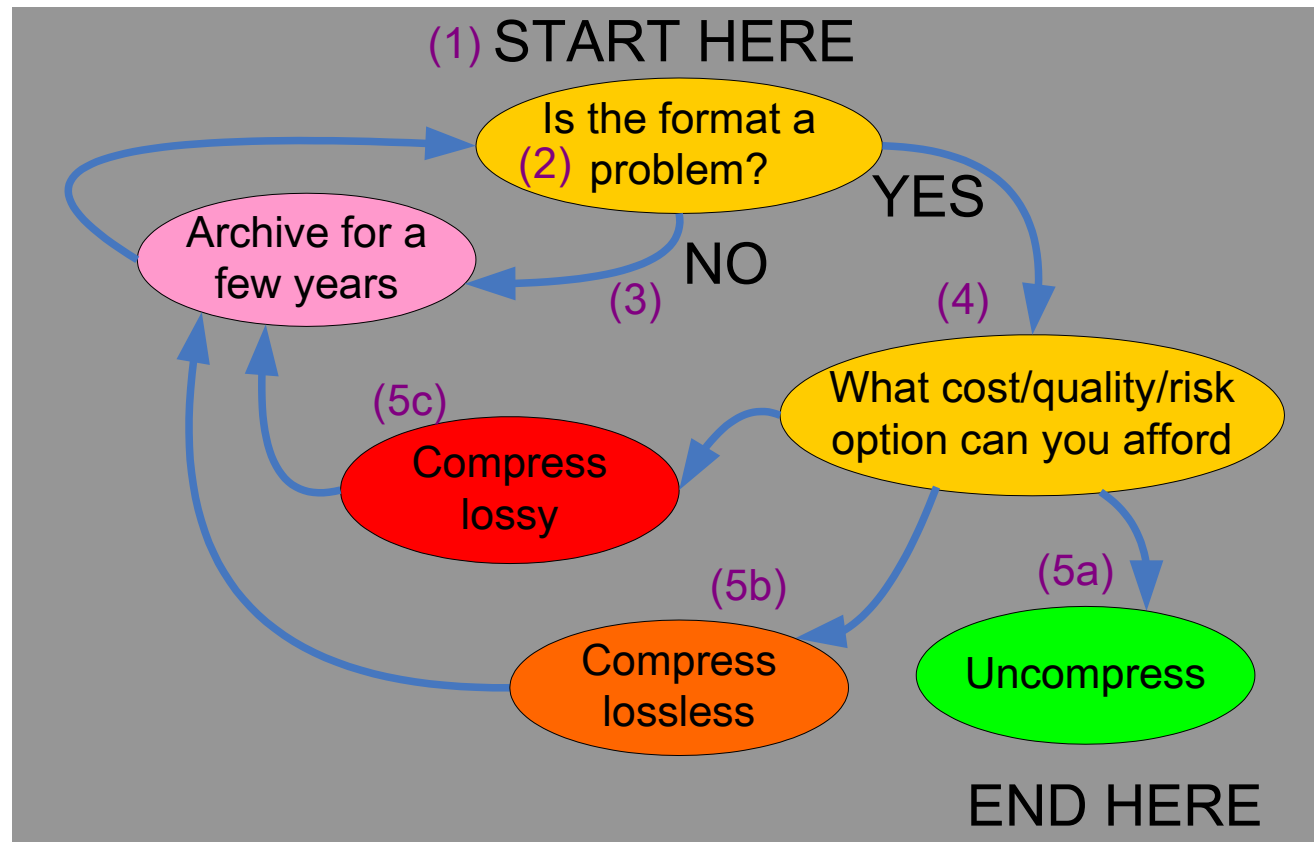 (1) START HERE
Is the format a
(2) problem?
YES
Archive for a
few years
NO
(3)
(4)
What cost/quality/risk
option can you afford
(5c)
Compress
lossy
(5b)
(5a)
Compress
lossless
Uncompress
END HERE